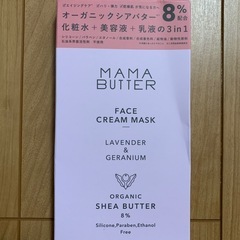 オーガニックシアバター 8%配合
化粧水＋美容液＋乳液の3in1
MAMA
BUTTER
FACE
CREAM MASK
LAVENDER
&
GERANIUM
ORGANIC
SHEA BUTTER
8%
Silicone,Paraben,Ethanol
Free